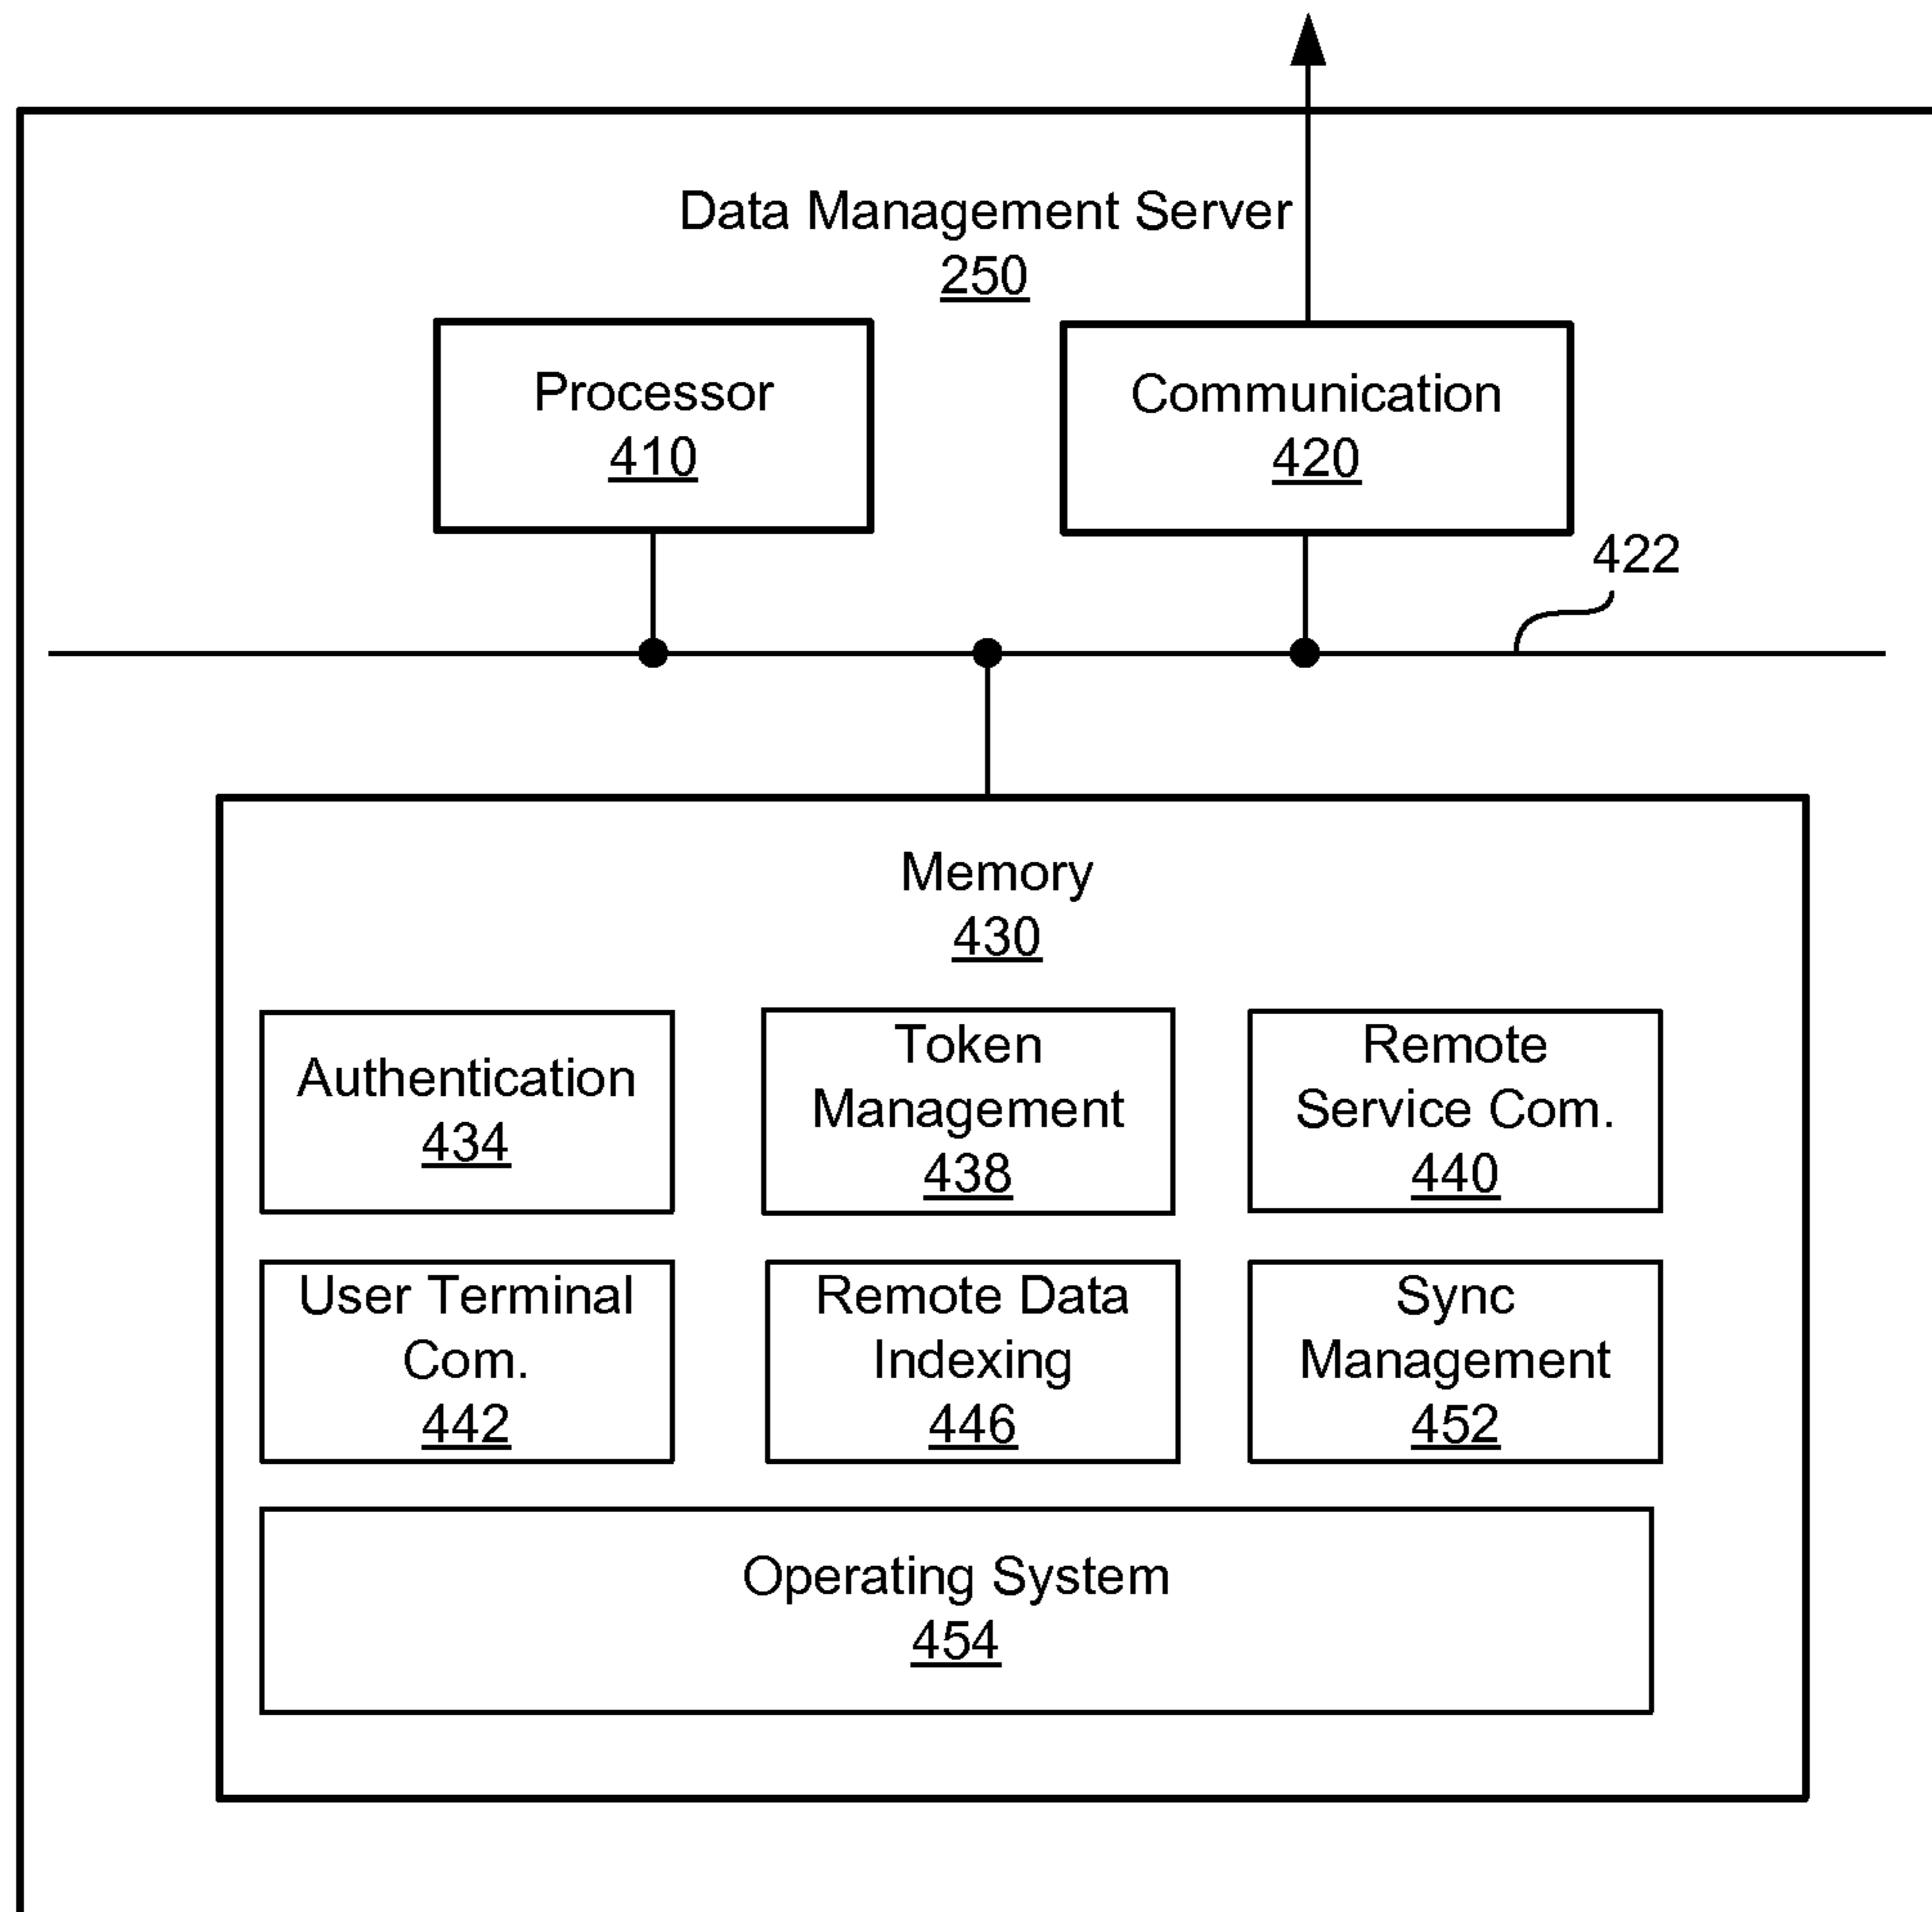 Data Management Server
250
Processor
410
Communication
420
422
Memory
430
Authentication
434
Token
Management
438
Remote
Service Com.
440
User Terminal
Com.
442
Remote Data
Indexing
446
Sync
Management
452
Operating System
454